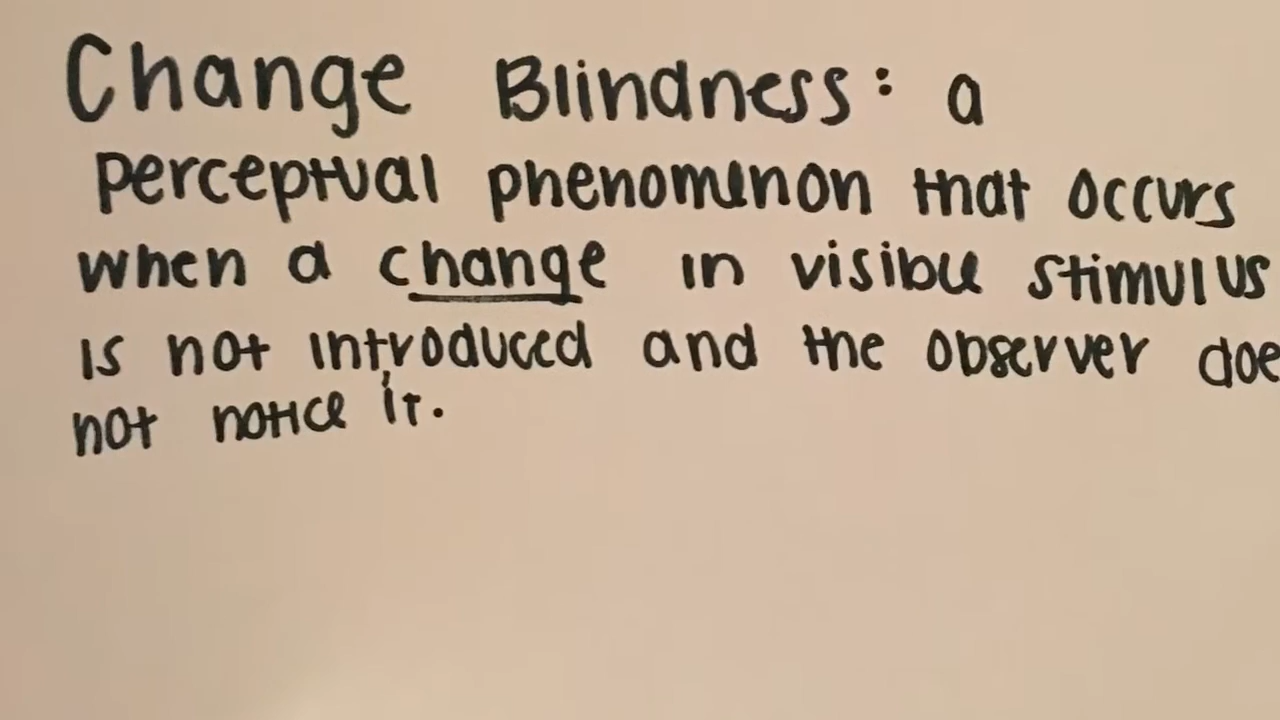 Change Blindness: a
perceptual phenomenon that occurs
when a change in visible stimulus
is not introduced and the observer doe
not notice it.